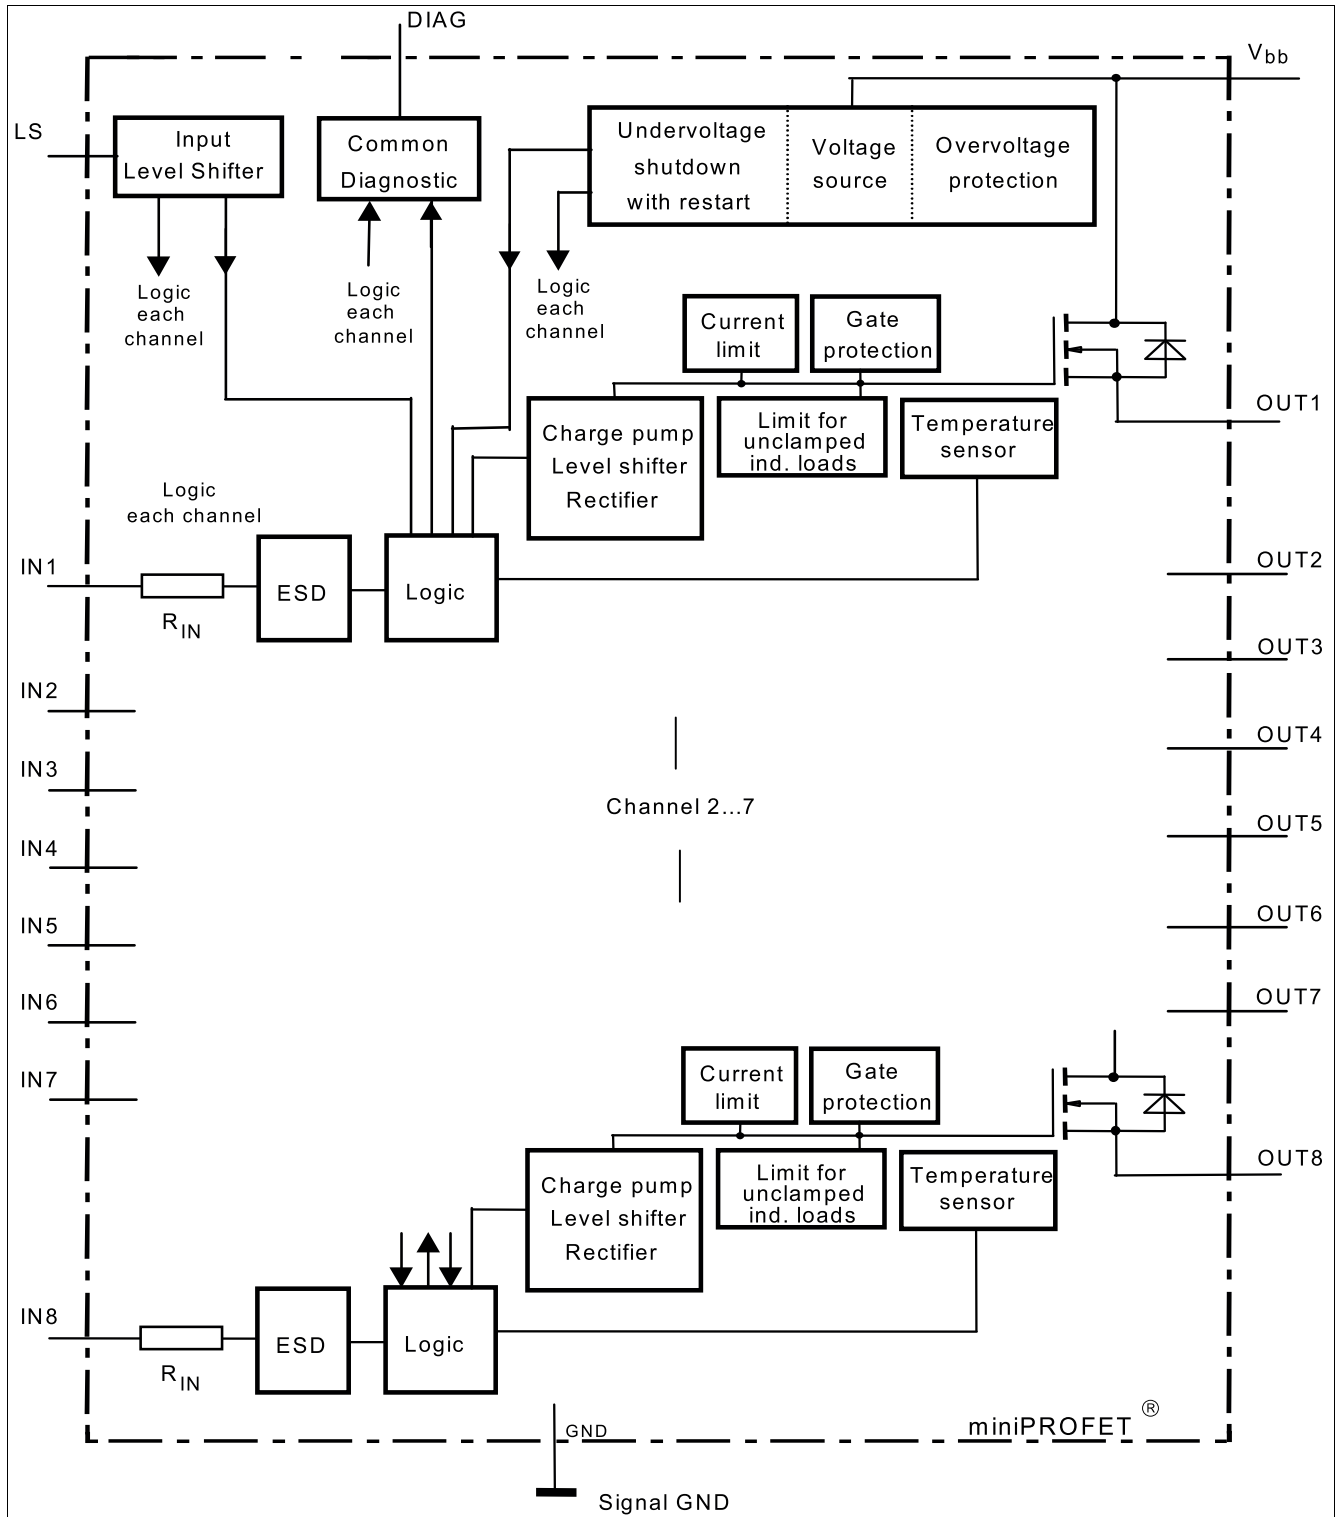 DIAG
V bb
LS
Input
Level Shifter
Common
Diagnostic
Undervoltage
shutdown
with restart
Voltage
source
Overvoltage
protection
Logic
each
channel
Logic
each
channel
Logic
each
channel
Current
limit
Gate
protection
OUT1
Charge pump
Level shifter
Rectifier
Limit for
unclamped
ind. loads
Temperature
sensor
Logic
each channel
IN1
R IN
ESD
Logic
OUT2
OUT3
IN2
OUT4
IN3
Channel 2...7
OUT5
IN4
OUT6
IN5
OUT7
IN6
IN7
Current
limit
Gate
protection
OUT8
Charge pump
Level shifter
Rectifier
Limit for
unclamped
ind. loads
Temperature
sensor
IN8
R IN
ESD
Logic
miniPROFET ®
GND
Signal GND